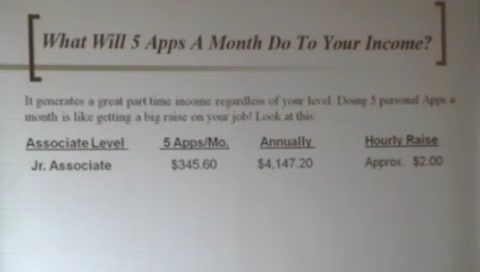 What Will 5 Apps A Month Do To Your Income?
It generates a great part time income regardless of your level. Doing 5 personal Apps a
month is like getting a big raise on your job! Look at this:
Associate Level 5 Apps/Mo. Annually Hourly Raise
Jr. Associate $345.60 $4,147.20 Approx. $2.00